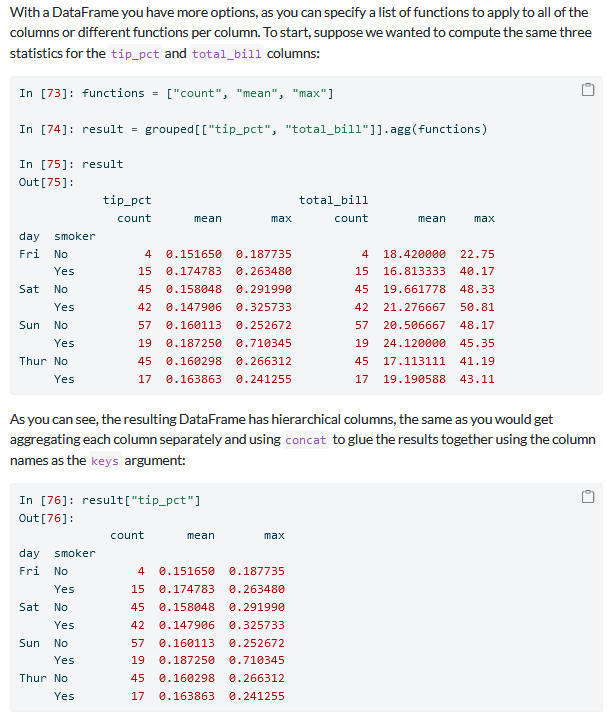 With a DataFrame you have more options, as you can specify a list of functions to apply to all of the
columns or different functions per column. To start, suppose we wanted to compute the same three
statistics for the tip_pct and total_bill columns:
In [73]: functions = ["count", "mean", "max"]
In [74]: result = grouped[["tip_pct", "total_bill"]].agg(functions)
In [75]: result
Out[75]:
tip_pct total_bill
count mean max count mean max
day smoker
Fri No 4 0.151650 0.187735 4 18.420000 22.75
Yes 15 0.174783 0.263480 15 16.813333 40.17
Sat No 45 0.158048 0.291990 45 19.661778 48.33
Yes 42 0.147906 0.325733 42 21.276667 50.81
Sun No 57 0.160113 0.252672 57 20.506667 48.17
Yes 19 0.187250 0.710345 19 24.120000 45.35
Thur No 45 0.160298 0.266312 45 17.113111 41.19
Yes 17 0.163863 0.241255 17 19.190588 43.11
As you can see, the resulting DataFrame has hierarchical columns, the same as you would get
aggregating each column separately and using concat to glue the results together using the column
names as the keys argument:
In [76]: result["tip_pct"]
Out[76]:
count mean max
day smoker
Fri No 4 0.151650 0.187735
Yes 15 0.174783 0.263480
Sat No 45 0.158048 0.291990
Yes 42 0.147906 0.325733
Sun No 57 0.160113 0.252672
Yes 19 0.187250 0.710345
Thur No 45 0.160298 0.266312
Yes 17 0.163863 0.241255